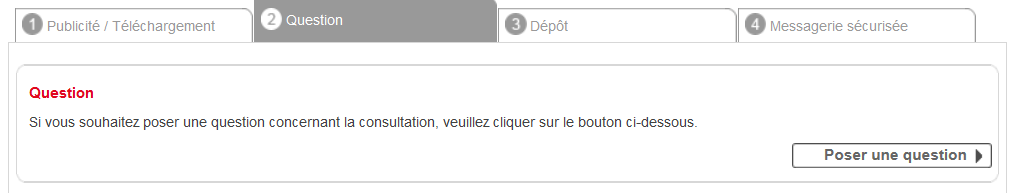 1 Publicité / Téléchargement
2 Question
3 Dépôt
4 Messagerie sécurisée
Question
Si vous souhaitez poser une question concernant la consultation, veuillez cliquer sur le bouton ci-dessous.
Poser une question